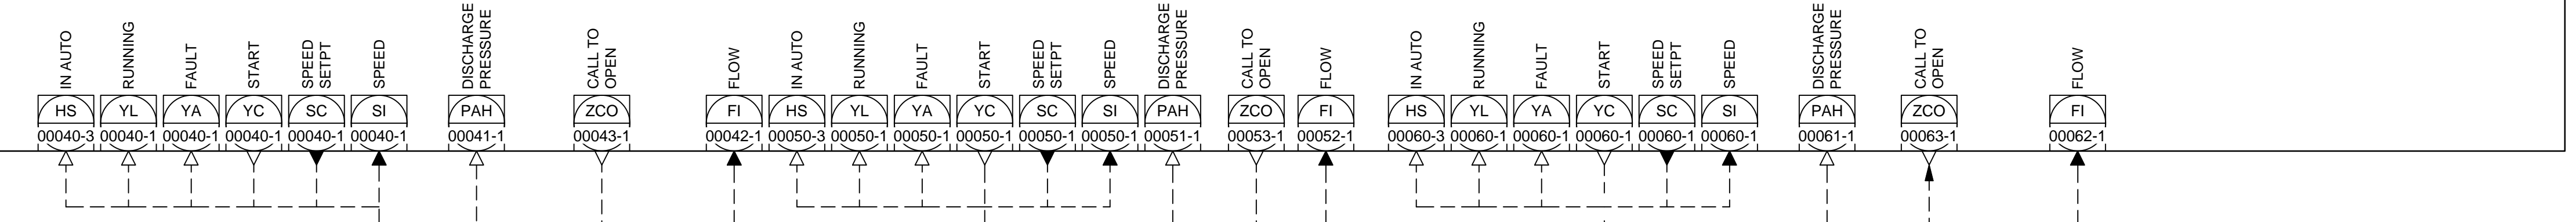 IN AUTO
RUNNING
FAULT
START
SPEED
SETPT
SPEED
DISCHARGE
PRESSURE
CALL TO
OPEN
FLOW
IN AUTO
RUNNING
FAULT
START
SPEED
SETPT
SPEED
DISCHARGE
PRESSURE
CALL TO
OPEN
FLOW
IN AUTO
RUNNING
FAULT
START
SPEED
SETPT
SPEED
DISCHARGE
PRESSURE
CALL TO
OPEN
FLOW
HS YL YA YC SC SI PAH ZCO FI HS YL YA YC SC SI PAH ZCO FI HS YL YA YC SC SI PAH ZCO FI
00040-3 00040-1 00040-1 00040-1 00040-1 00040-1 00041-1 00043-1 00042-1 00050-3 00050-1 00050-1 00050-1 00050-1 00050-1 00051-1 00053-1 00052-1 00060-3 00060-1 00060-1 00060-1 00060-1 00060-1 00061-1 00063-1 00062-1